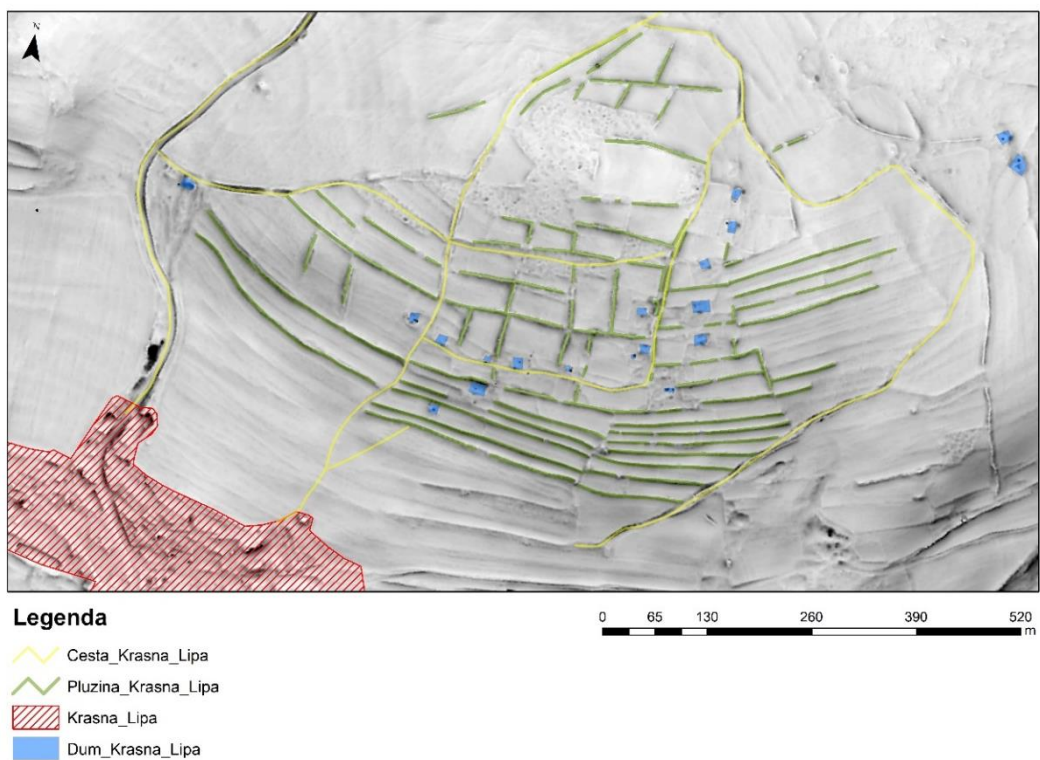 N
Legenda
0 65 130 260 390 520
m
Cesta_Krasna_Lipa
Pluzina_Krasna_Lipa
Krasna_Lipa
Dum_Krasna_Lipa